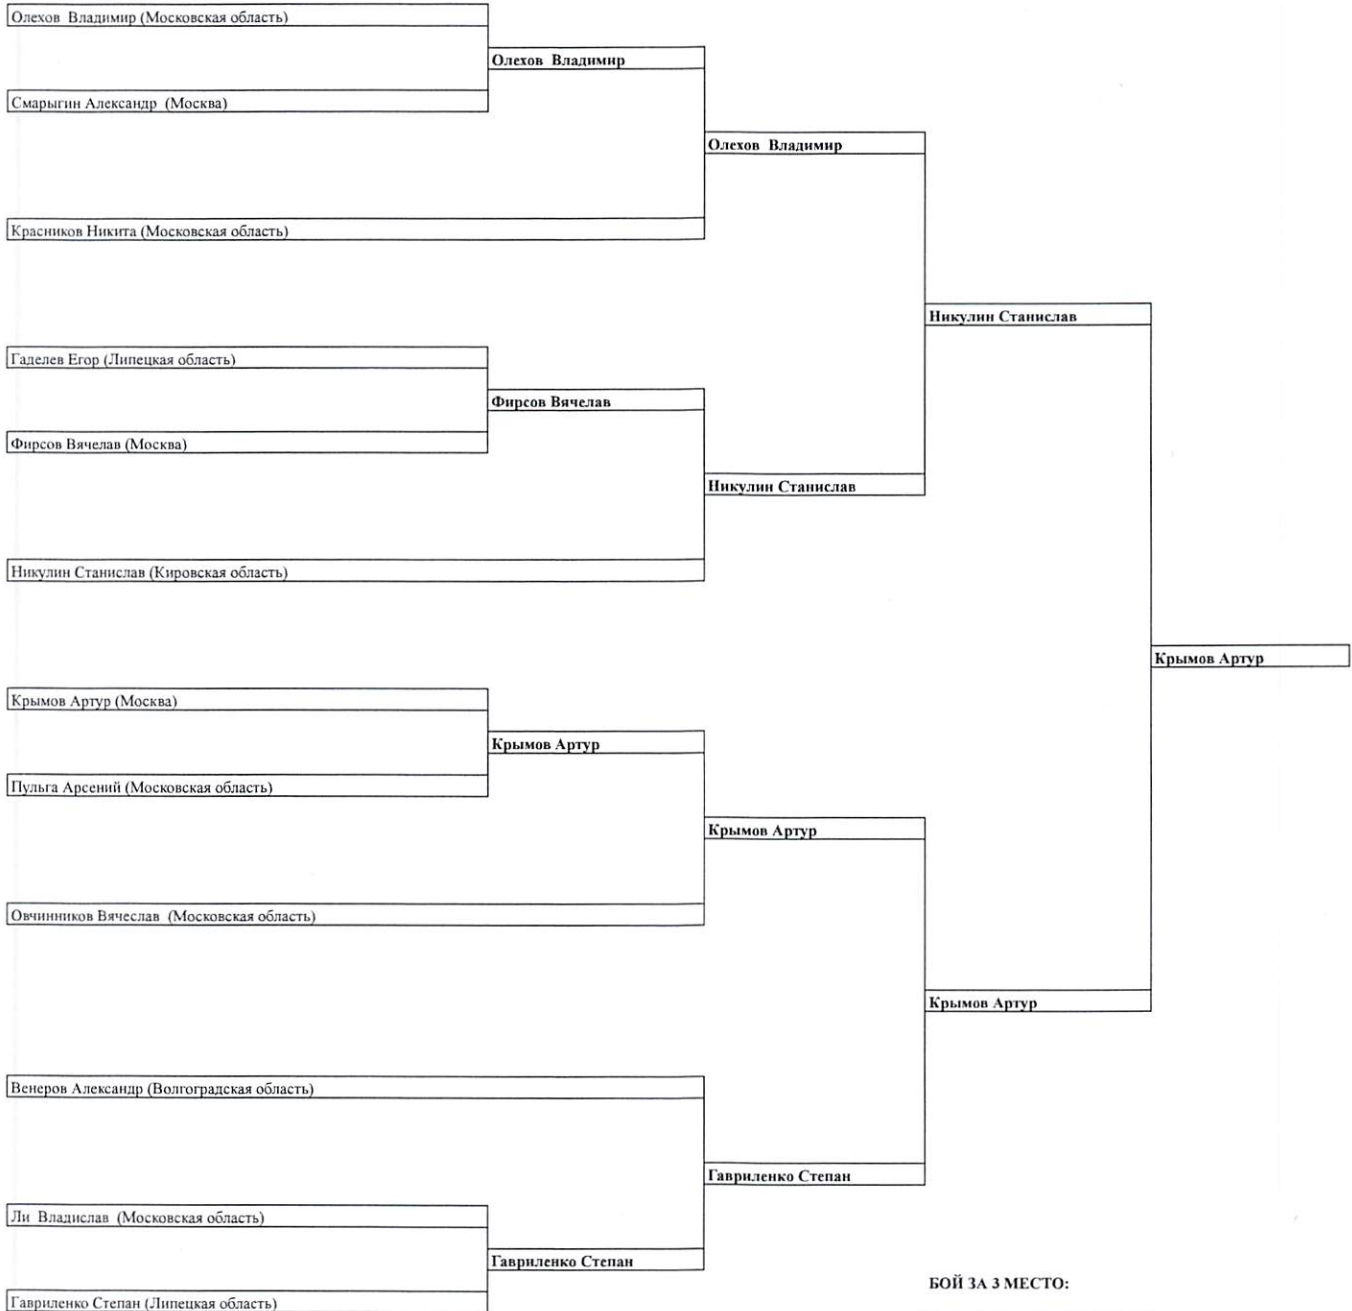 Олехов Владимир (Московская область)
Олехов Владимир
Смарыгин Александр (Москва)
Олехов Владимир
Красников Никита (Московская область)
Никулин Станислав
Гаделев Егор (Липецкая область)
Фирсов Вячелав
Фирсов Вячелав (Москва)
Никулин Станислав
Никулин Станислав (Кировская область)
Крымов Артур
Крымов Артур (Москва)
Крымов Артур
Пульга Арсений (Московская область)
Крымов Артур
Овчинников Вячеслав (Московская область)
Крымов Артур
Венеров Александр (Волгоградская область)
Гавриленко Степан
Ли Владислав (Московская область)
Гавриленко Степан
БОЙ ЗА 3 МЕСТО:
Гавриленко Степан (Липецкая область)